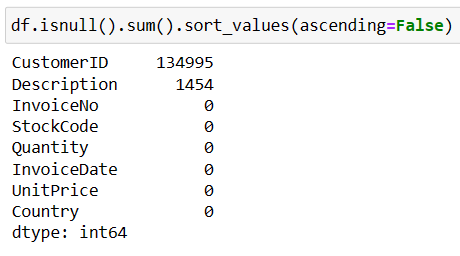 df.isnull().sum().sort_values(ascending=False)
CustomerID     134995
Description      1454
InvoiceNo           0
StockCode           0
Quantity            0
InvoiceDate         0
UnitPrice           0
Country             0
dtype: int64